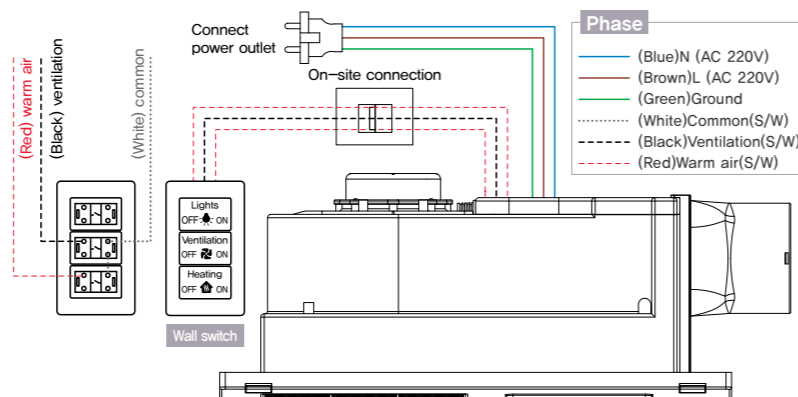 Connect
power outlet
Phase
(Blue)N (AC 220V)
(Brown)L (AC 220V)
(Green)Ground
(White)Common(S/W)
(Black)Ventilation(S/W)
(Red)Warm air(S/W)
On-site connection
(Red) warm air
(Black) ventilation
(White) common
Lights
OFF ON
Ventilation
OFF ON
Heating
OFF ON
Wall switch